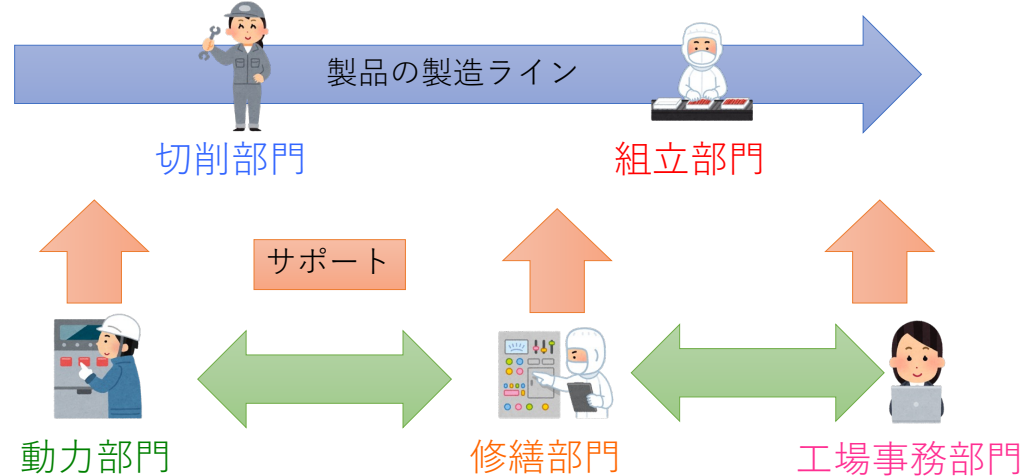 製品の製造ライン
切削部門
組立部門
サポート
動力部門
修繕部門
工場事務部門